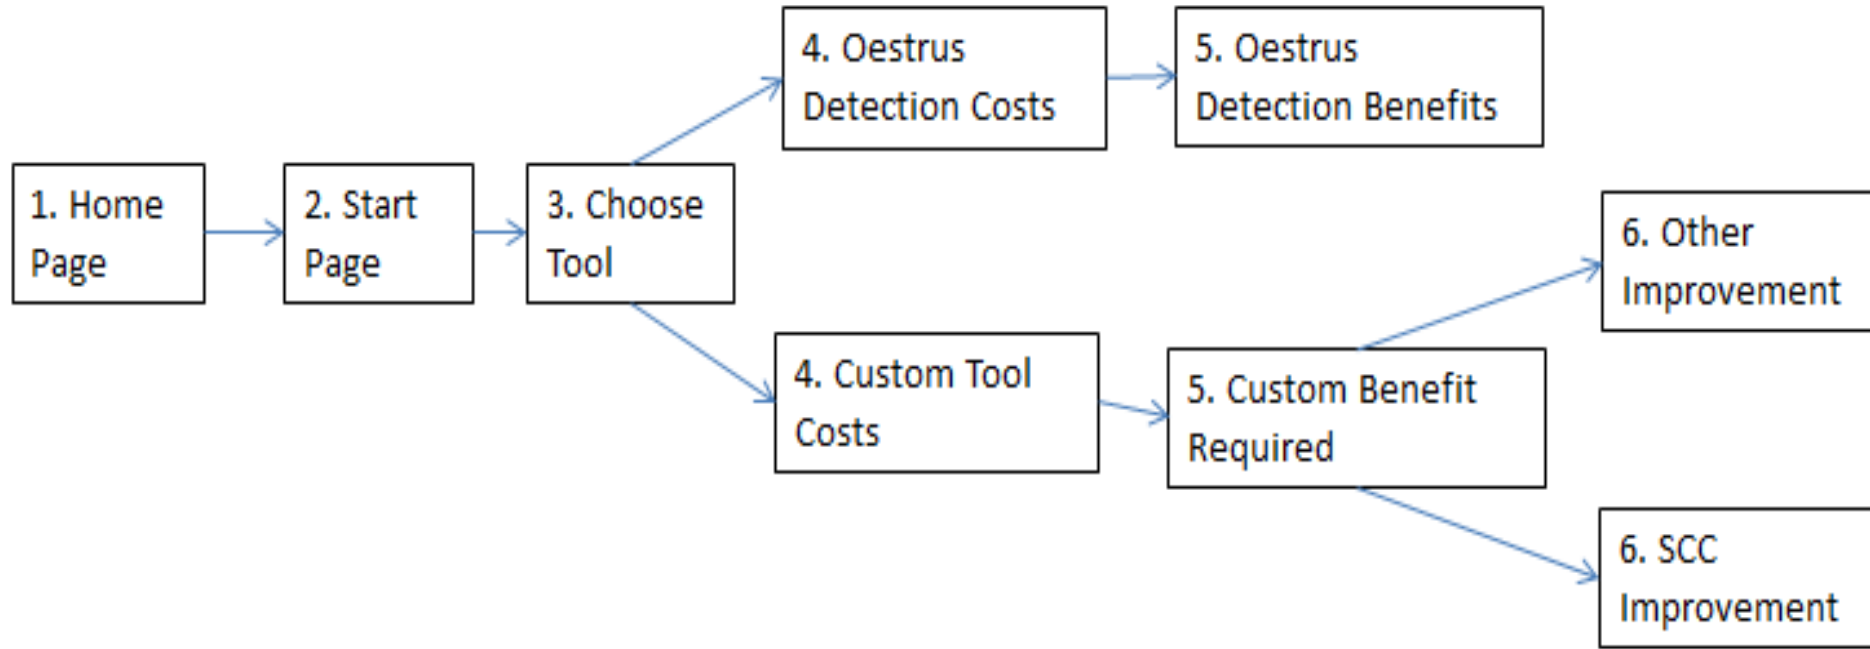 1. Home
Page
2. Start
Page
3. Choose
Tool
4. Oestrus
Detection Costs
5. Oestrus
Detection Benefits
4. Custom Tool
Costs
5. Custom Benefit
Required
6. Other
Improvement
6. SCC
Improvement